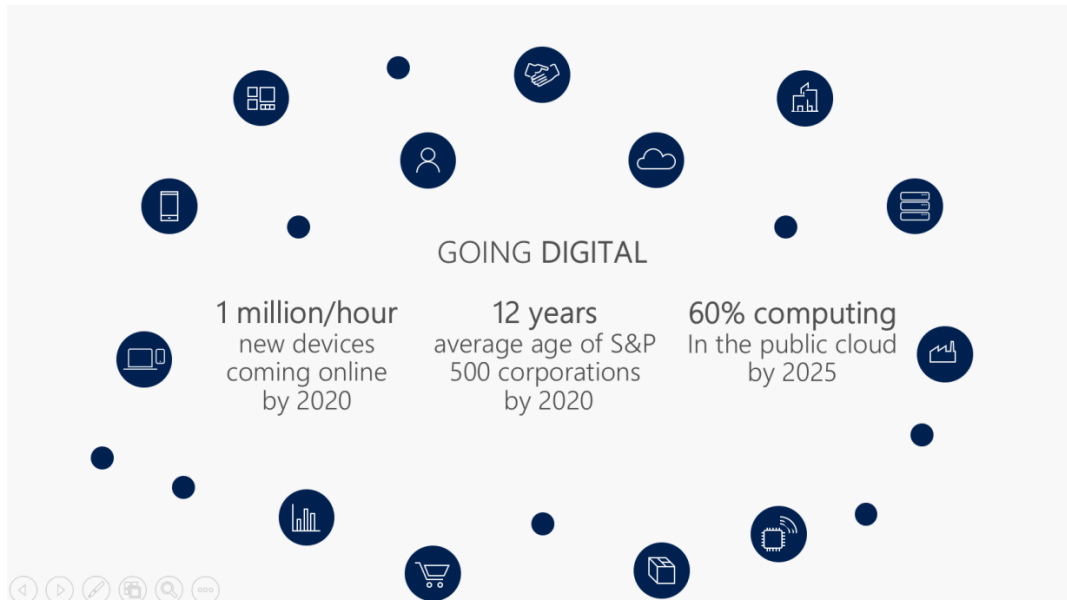 GOING DIGITAL
1 million/hour
new devices
coming online
by 2020
12 years
average age of S&P
500 corporations
by 2020
60% computing
In the public cloud
by 2025